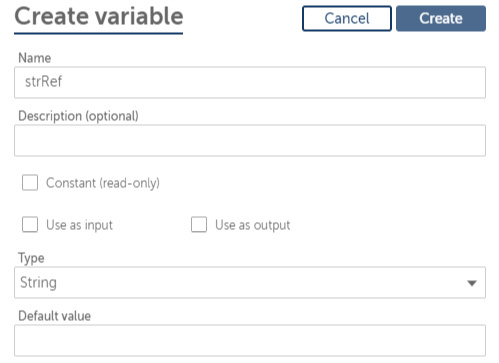 Create variable
Cancel
Create
Name
strRef
Description (optional)
Constant (read-only)
Use as input
Use as output
Type
String
Default value